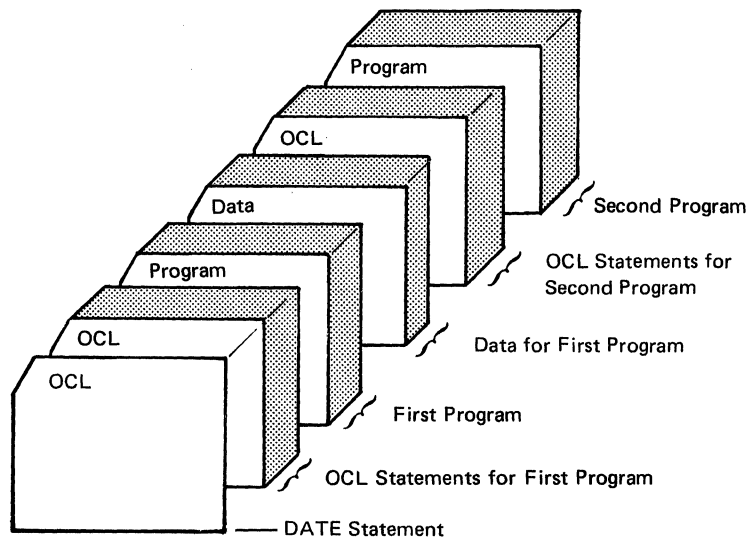 Program
OCL
Data
Program
OCL
OCL
Second Program
OCL Statements for
Second Program
Data for First Program
First Program
OCL Statements for First Program
DATE Statement